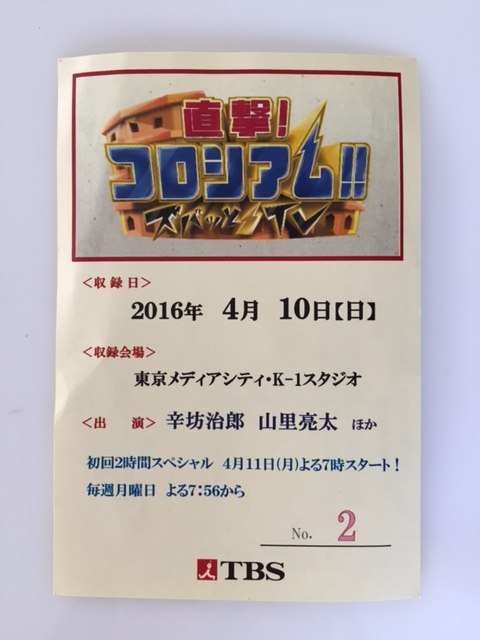 直撃!
コロシアム!!
ズバッとTV
<収録日>
2016年 4月 10日【日】
<収録会場>
東京メディアシティ・K-1スタジオ
<出 演> 辛坊治郎 山里亮太 ほか
初回2時間スペシャル 4月11日(月)よる7時スタート!
毎週月曜日 よる7:56から
No. 2
TBS